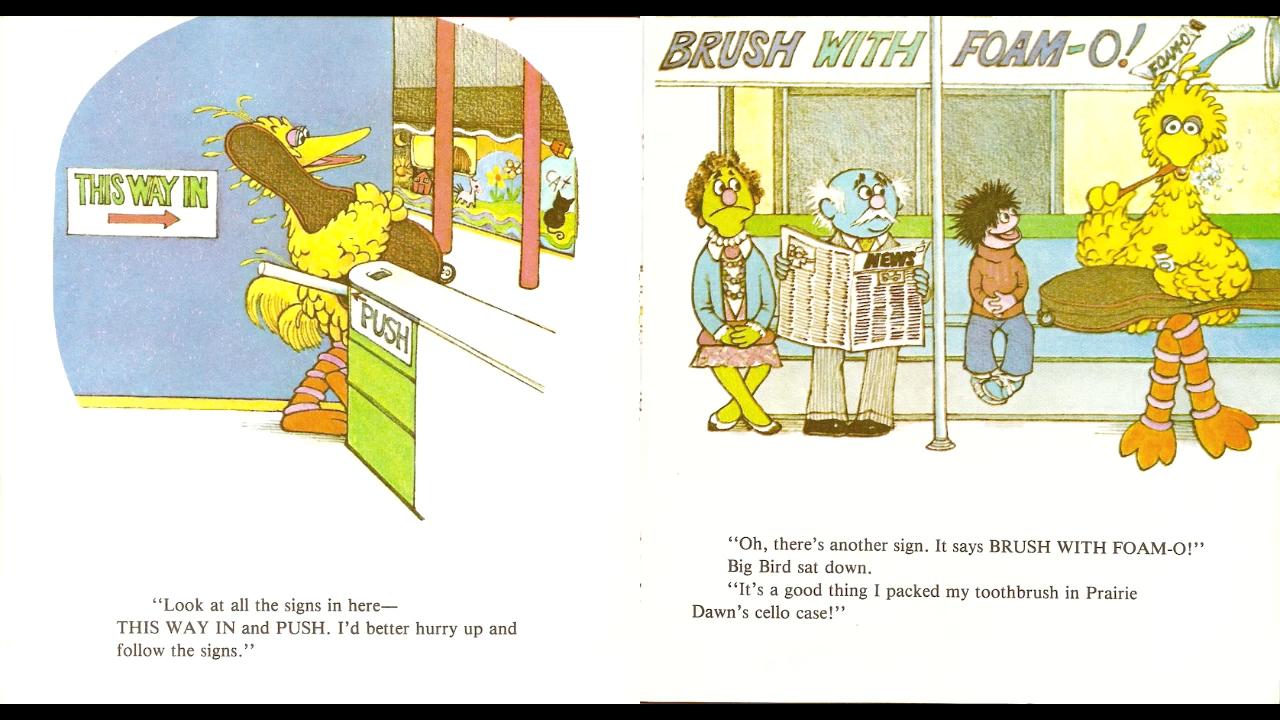 THIS WAY IN
PUSH
CAT
"Look at all the signs in here—
THIS WAY IN and PUSH. I'd better hurry up and
follow the signs."
BRUSH WITH FOAM-O!
FOAM-O
NEWS
"Oh, there's another sign. It says BRUSH WITH FOAM-O!"
Big Bird sat down.
"It's a good thing I packed my toothbrush in Prairie
Dawn's cello case!"